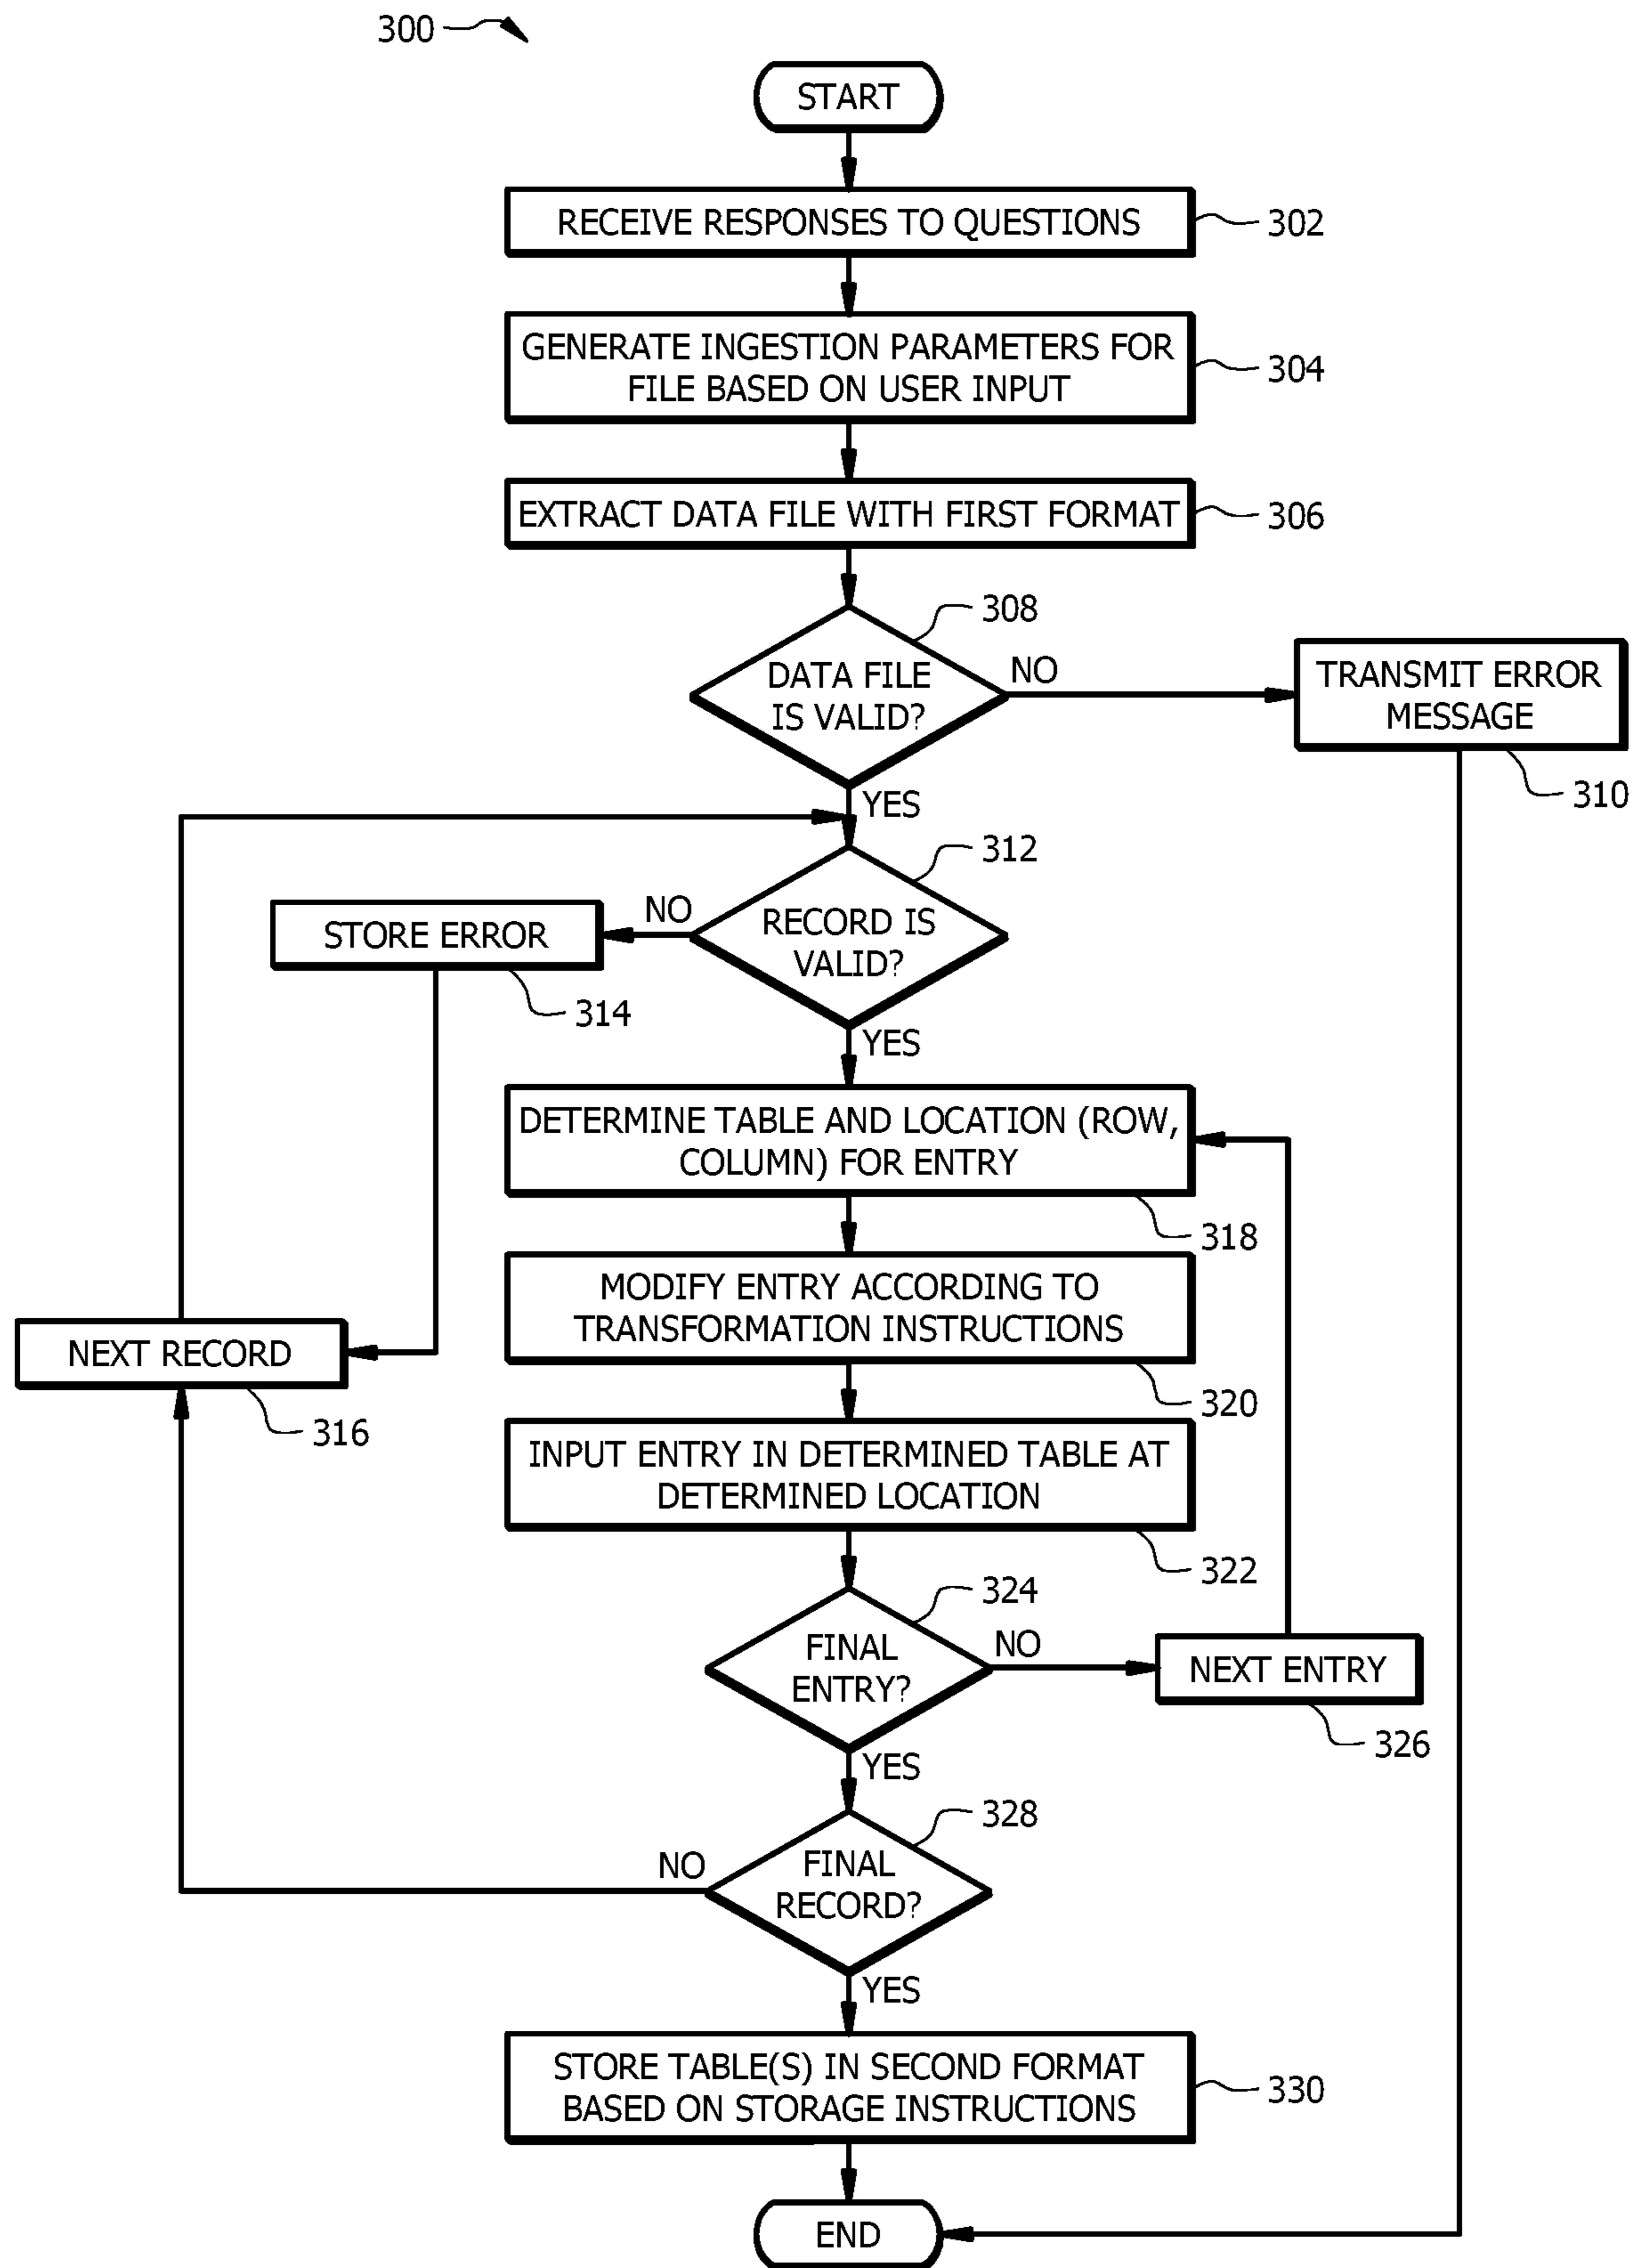 300
START
RECEIVE RESPONSES TO QUESTIONS
302
GENERATE INGESTION PARAMETERS FOR
FILE BASED ON USER INPUT
304
EXTRACT DATA FILE WITH FIRST FORMAT
306
308
DATA FILE
IS VALID?
NO
TRANSMIT ERROR
MESSAGE
310
YES
312
RECORD IS
VALID?
NO
STORE ERROR
314
YES
DETERMINE TABLE AND LOCATION (ROW,
COLUMN) FOR ENTRY
318
MODIFY ENTRY ACCORDING TO
TRANSFORMATION INSTRUCTIONS
320
NEXT RECORD
316
INPUT ENTRY IN DETERMINED TABLE AT
DETERMINED LOCATION
322
324
FINAL
ENTRY?
NO
NEXT ENTRY
326
YES
328
FINAL
RECORD?
NO
YES
STORE TABLE(S) IN SECOND FORMAT
BASED ON STORAGE INSTRUCTIONS
330
END